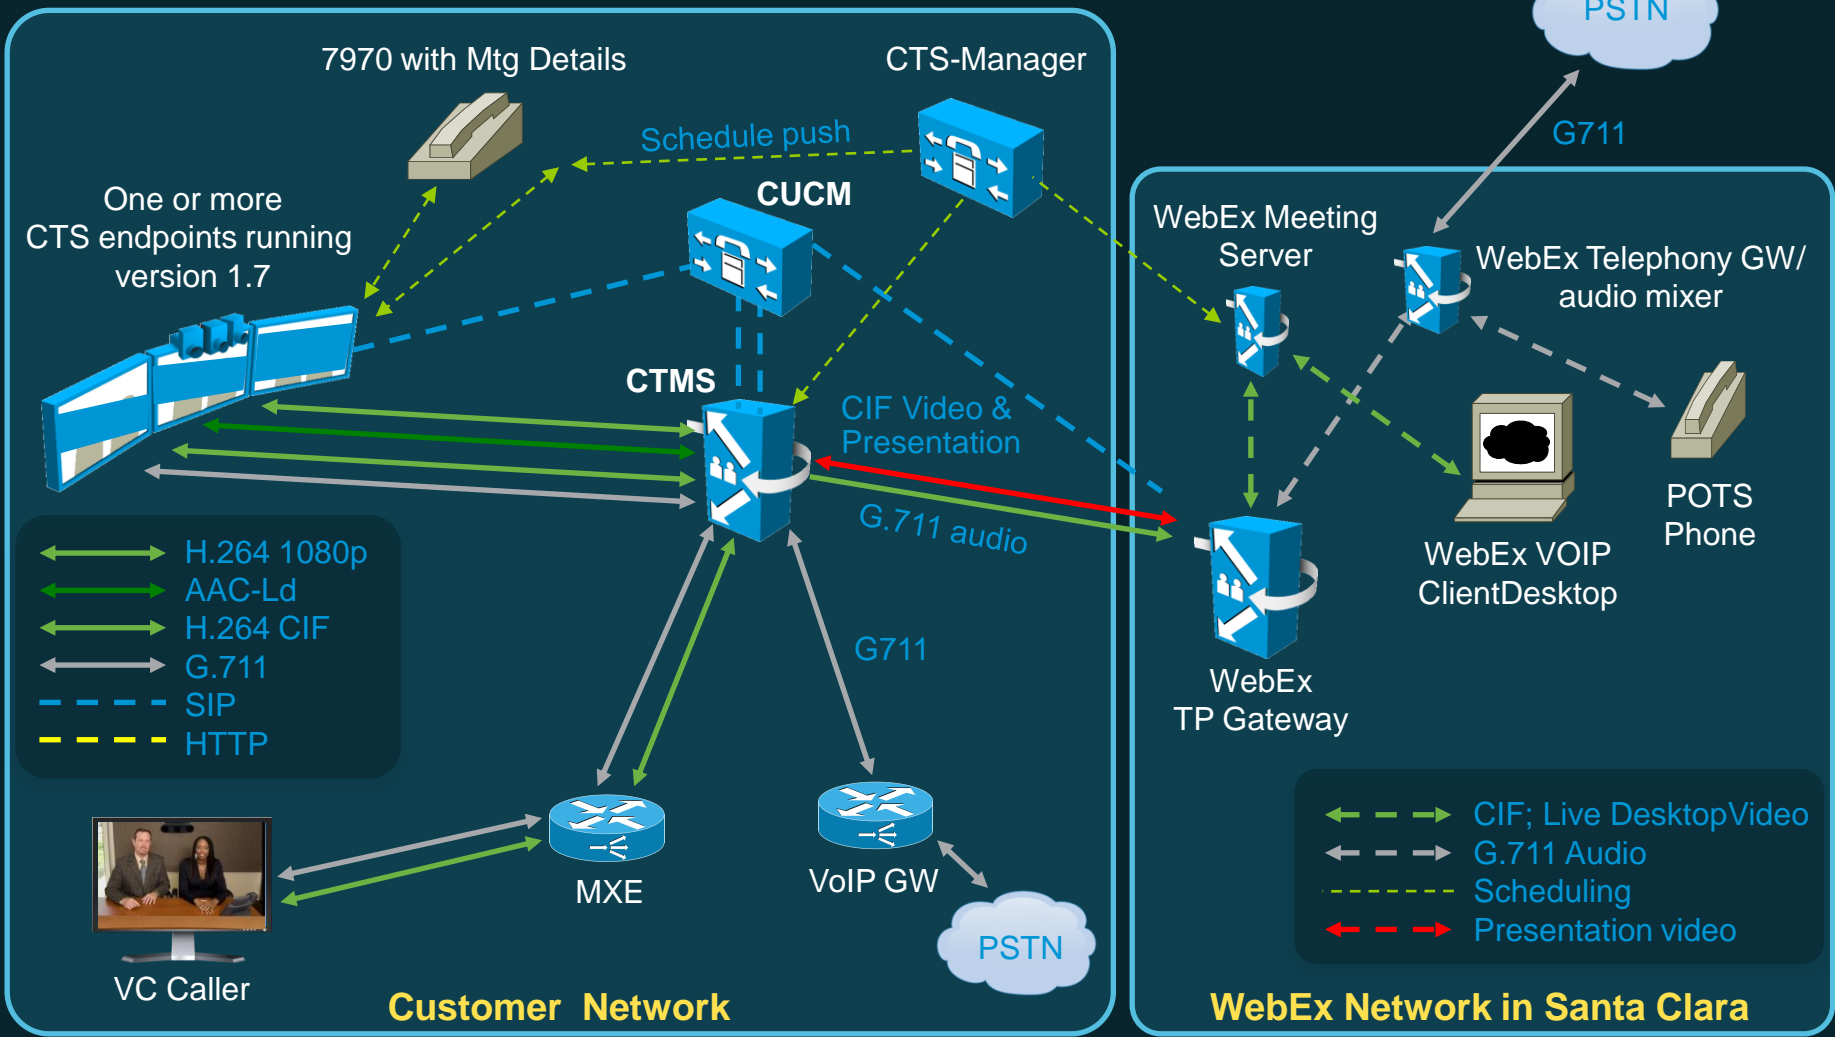 PSTN
7970 with Mtg Details
CTS-Manager
Schedule push
G711
CUCM
One or more
CTS endpoints running
version 1.7
WebEx Meeting
Server
WebEx Telephony GW/
audio mixer
CTMS
CIF Video &
Presentation
G.711 audio
POTS
Phone
WebEx VOIP
ClientDesktop
H.264 1080p
AAC-Ld
H.264 CIF
G.711
SIP
HTTP
G711
WebEx
TP Gateway
CIF; Live DesktopVideo
G.711 Audio
Scheduling
Presentation video
MXE
VoIP GW
PSTN
VC Caller
Customer  Network
WebEx Network in Santa Clara